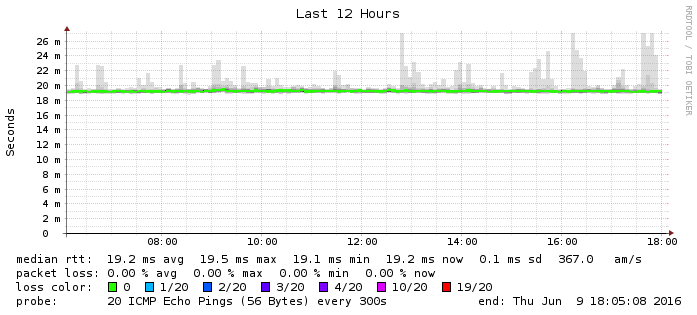 Last 12 Hours
RRDTOOL / TOBI OETIKER
Seconds
26 m
24 m
22 m
20 m
18 m
16 m
14 m
12 m
10 m
8 m
6 m
4 m
2 m
0
08:00 10:00 12:00 14:00 16:00 18:00
median rtt: 19.2 ms avg 19.5 ms max 19.1 ms min 19.2 ms now 0.1 ms sd 367.0 am/s
packet loss: 0.00 % avg 0.00 % max 0.00 % min 0.00 % now
loss color: 0 1/20 2/20 3/20 4/20 10/20 19/20
probe: 20 ICMP Echo Pings (56 Bytes) every 300s end: Thu Jun 9 18:05:08 2016